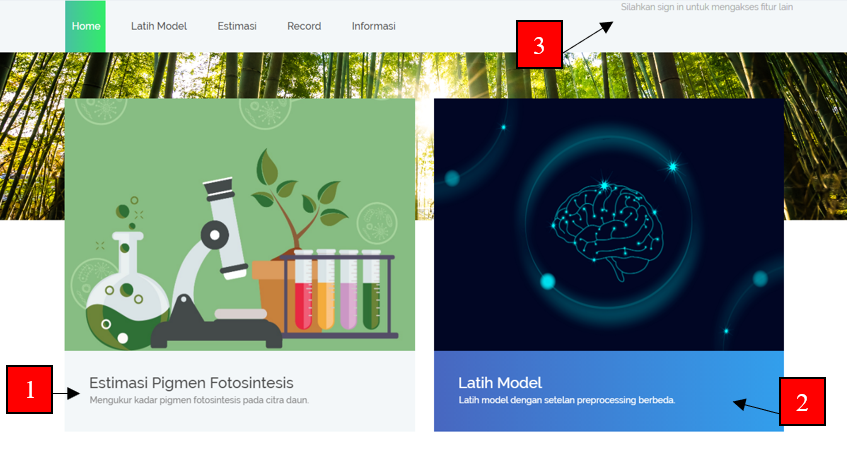 Silahkan sign in untuk mengakses fitur lain
Home Latih Model Estimasi Record Informasi
3
Estimasi Pigmen Fotosintesis
Mengukur kadar pigmen fotosintesis pada citra daun.
1
Latih Model
Latih model dengan setelan preprocessing berbeda.
2